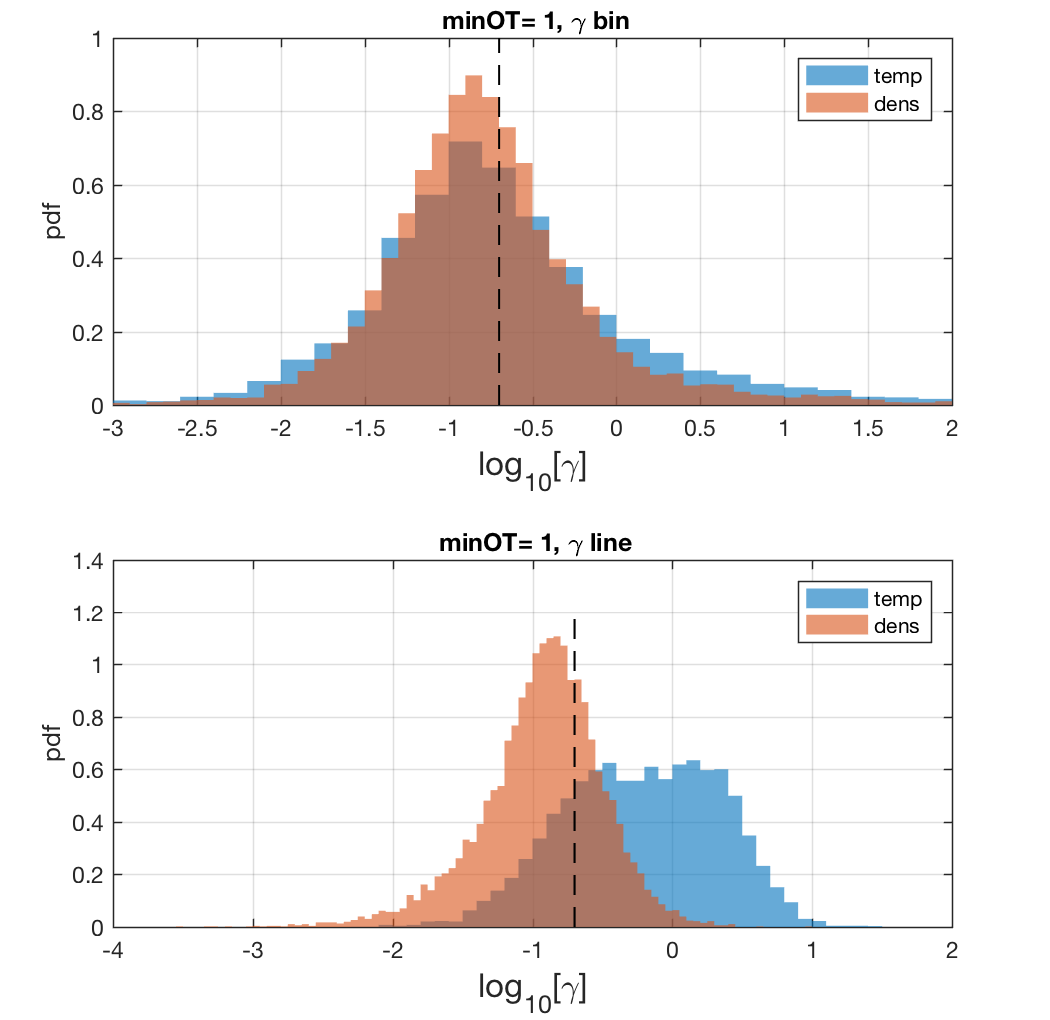 minOT= 1, γ bin
1
0.8
0.6
0.4
0.2
0
pdf
temp
dens
-3 -2.5 -2 -1.5 -1 -0.5 0 0.5 1 1.5 2
log10[γ]
minOT= 1, γ line
1.4
1.2
1
0.8
0.6
0.4
0.2
0
pdf
temp
dens
-4 -3 -2 -1 0 1 2
log10[γ]